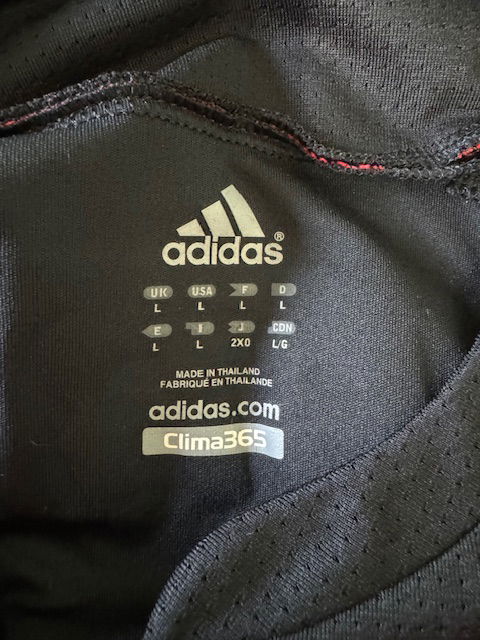 adidas®
UK USA F D
L L L L
E I J CDN
L L 2XO L/G
MADE IN THAILAND
FABRIQUÉ EN THAILANDE
adidas.com
Clima365